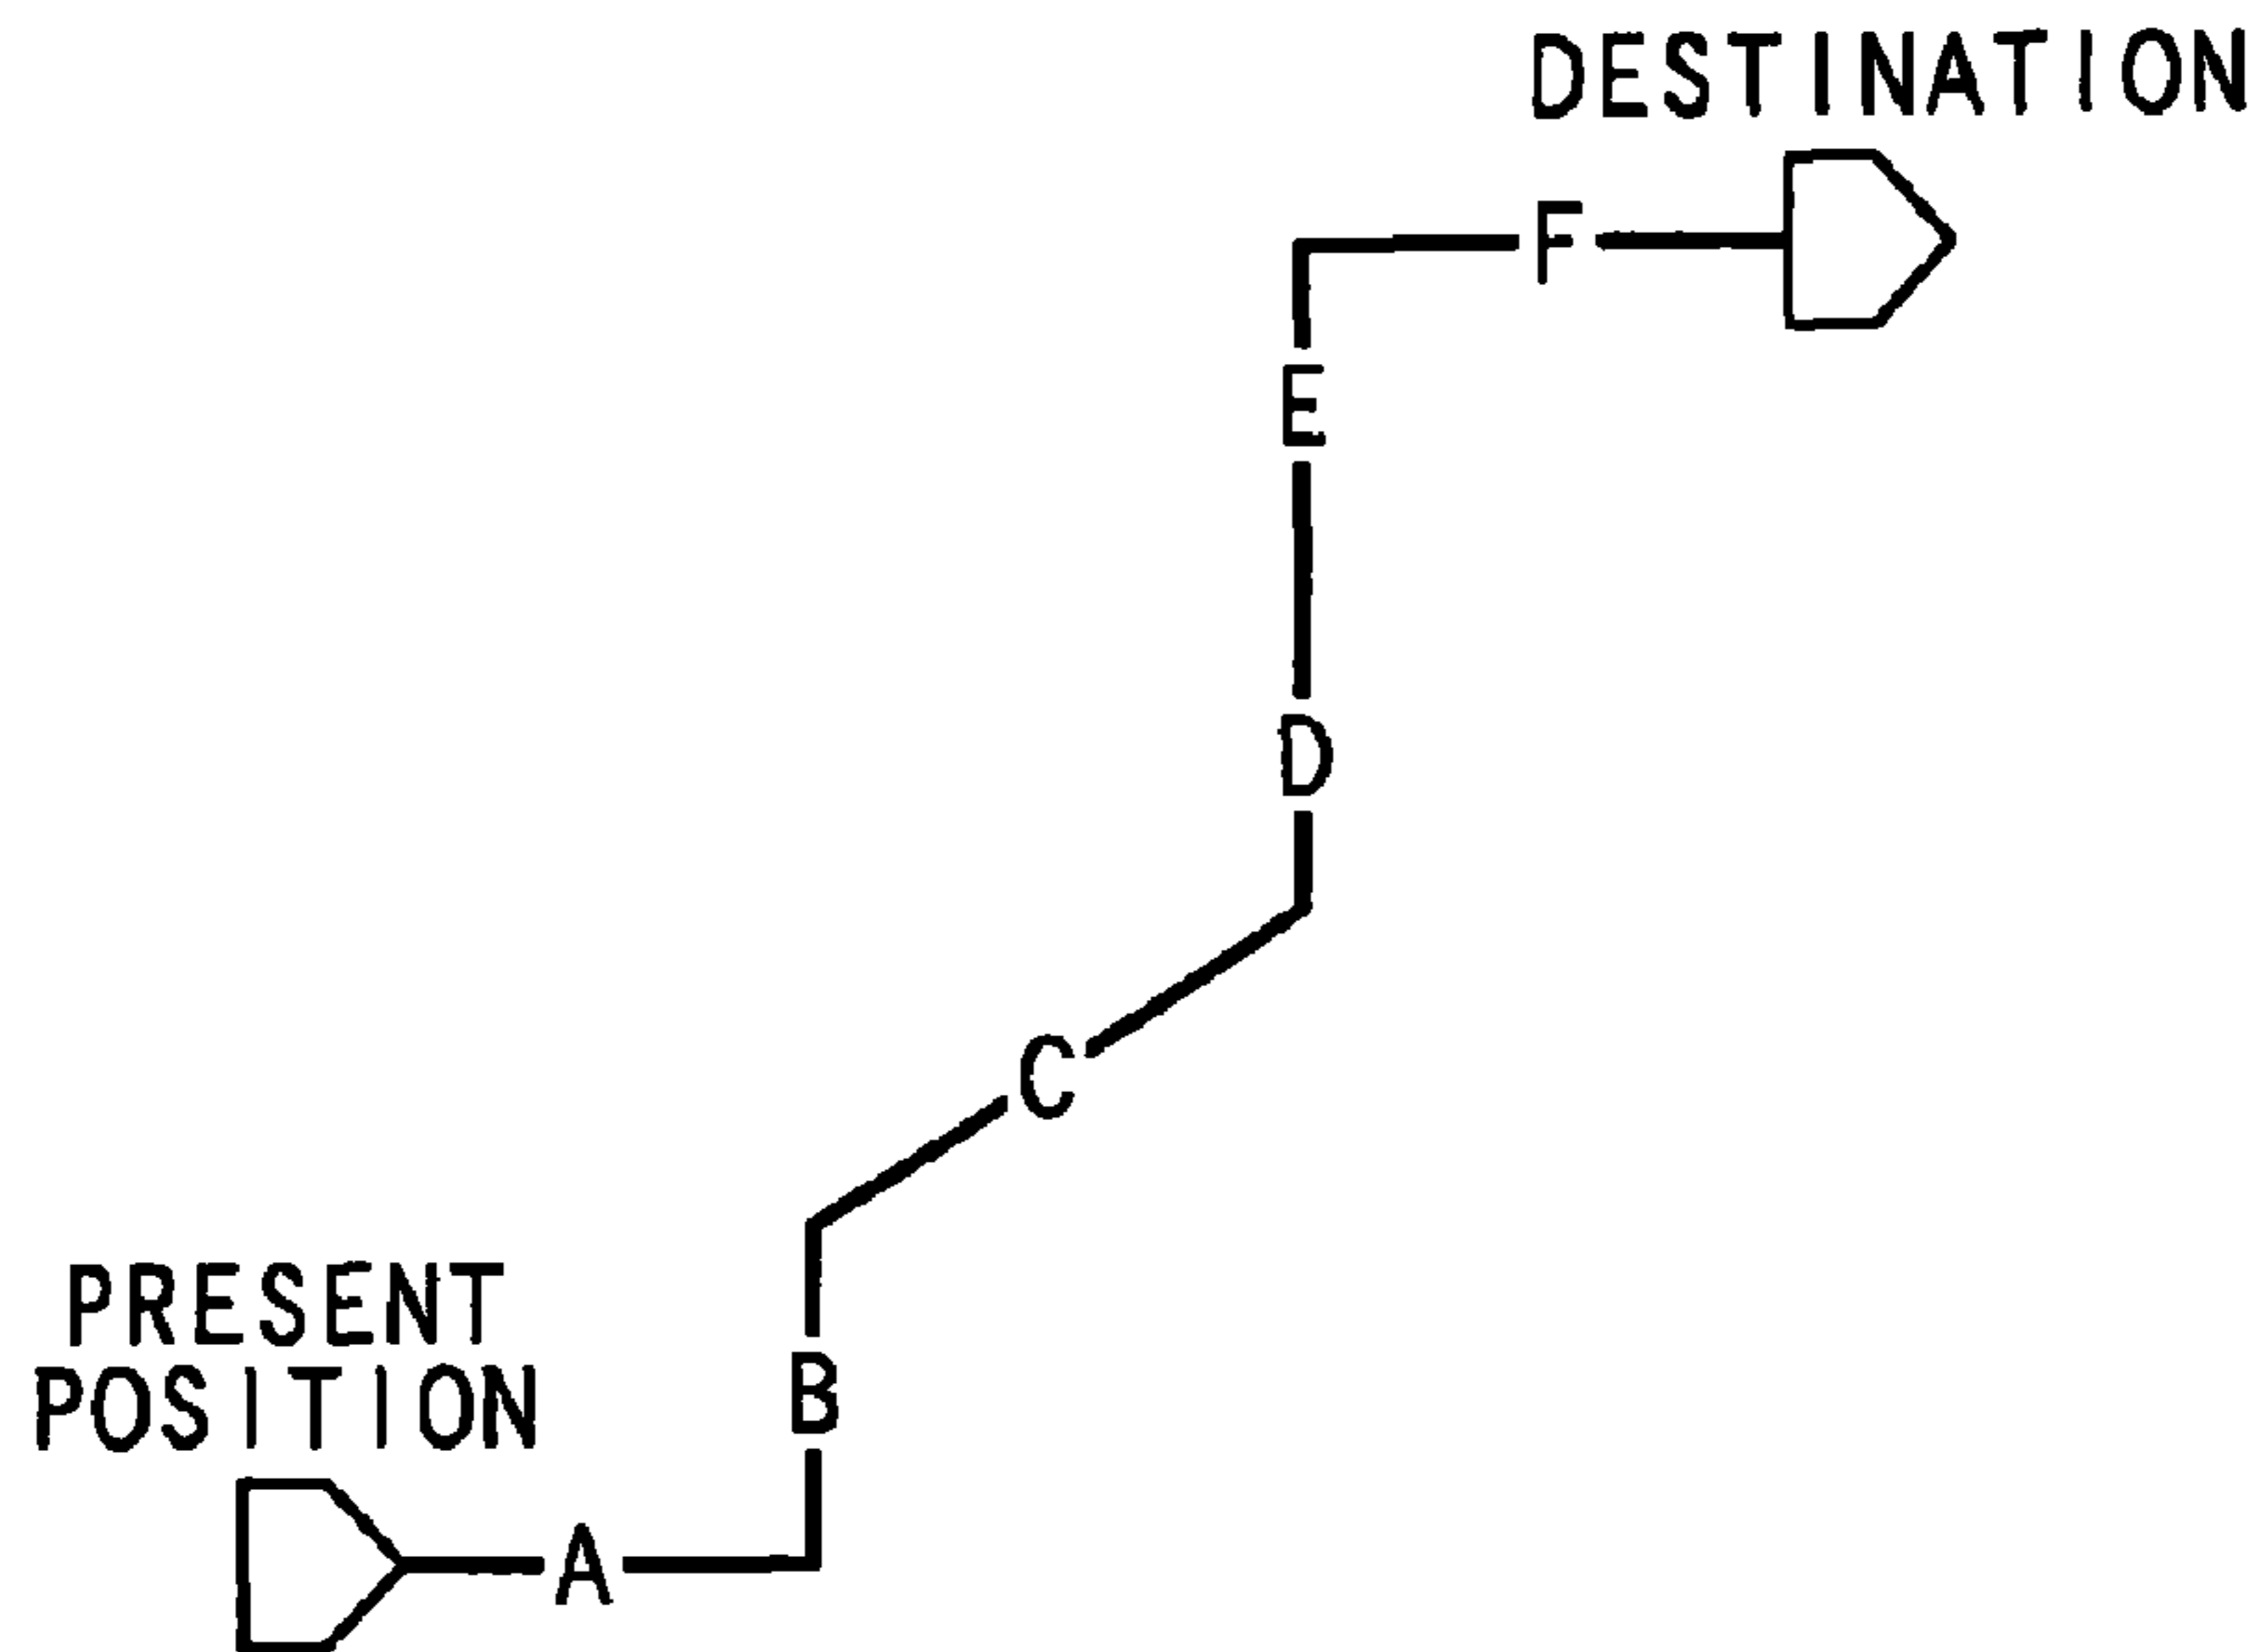 DESTINATION
F
E
D
C
PRESENT
POSITION
B
A